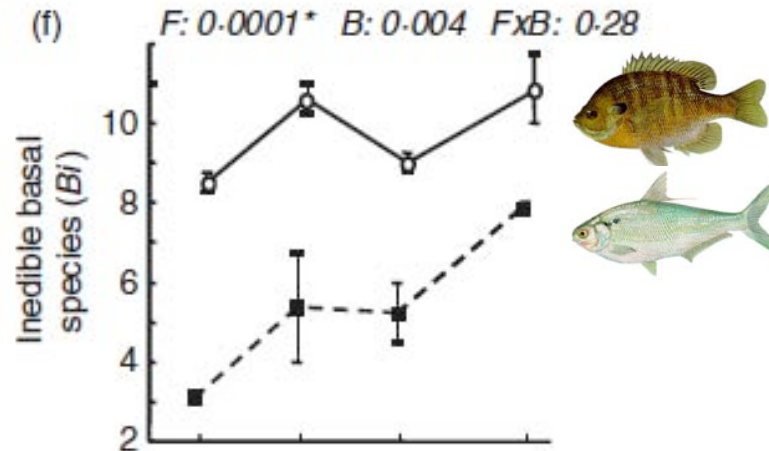 (f) F: 0·0001* B: 0·004 FxB: 0·28
Inedible basal
species (Bi)
10
8
6
4
2